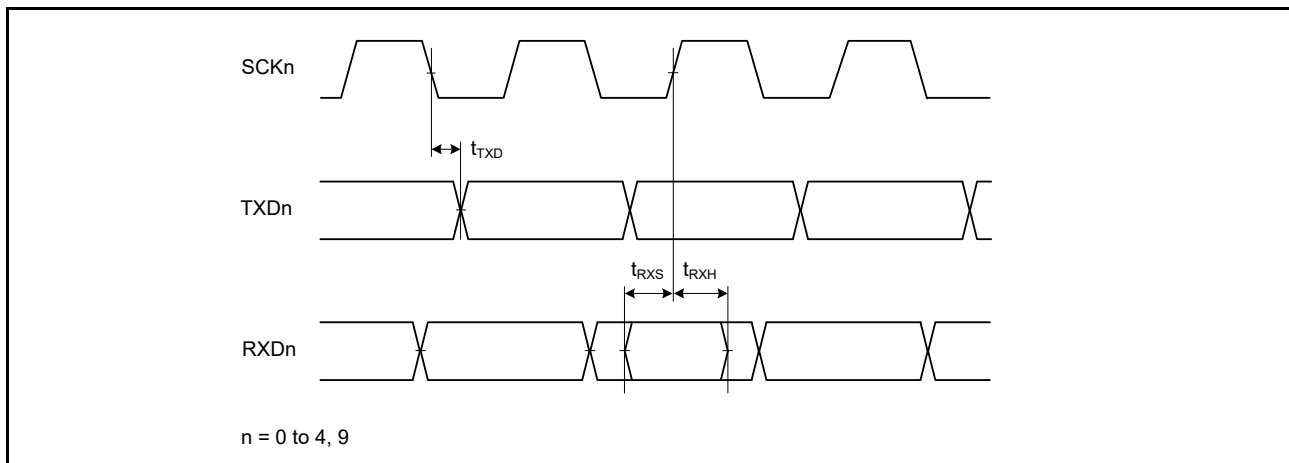 SCKn
tTXD
TXDn
tRXS tRXH
RXDn
n = 0 to 4, 9